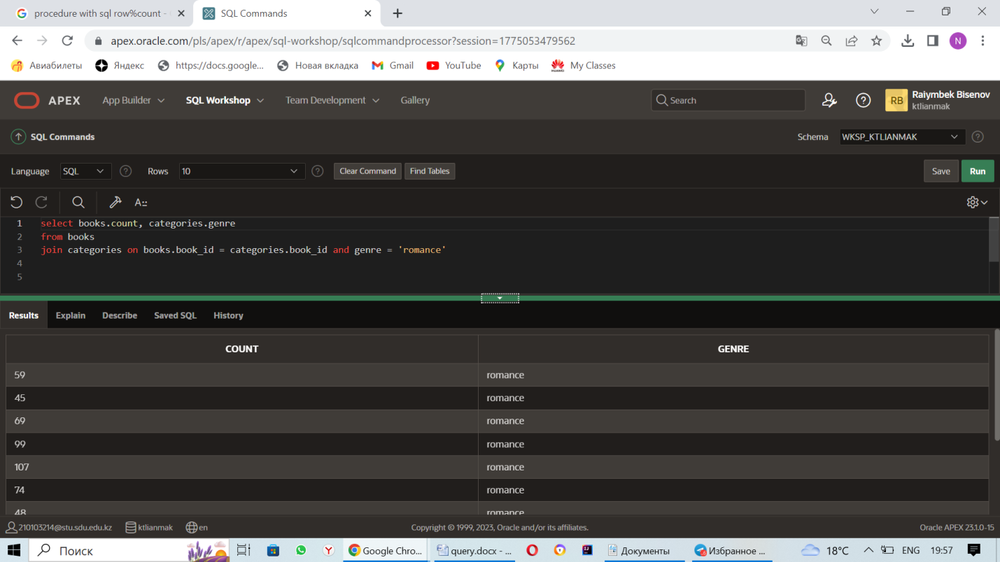 procedure with sql row%count -
SQL Commands
apex.oracle.com/pls/apex/r/apex/sql-workshop/sqlcommandprocessor?session=1775053479562
N
Авиабилеты Яндекс https://docs.google... Новая вкладка Gmail YouTube Карты My Classes
APEX App Builder SQL Workshop Team Development Gallery Search RB Raiymbek Bisenov
ktlianmak
SQL Commands Schema WKSP_KTLIANMAK
Language SQL Rows 10 Clear Command Find Tables Save Run
1 select books.count, categories.genre
2 from books
3 join categories on books.book_id = categories.book_id and genre = 'romance'
4
5
Results Explain Describe Saved SQL History
COUNT GENRE
59 romance
45 romance
69 romance
99 romance
107 romance
74 romance
48 romance
210103214@stu.sdu.edu.kz ktlianmak en Copyright © 1999, 2023, Oracle and/or its affiliates. Oracle APEX 23.1.0-15
Поиск Google Chro... query.docx - ... Документы Избранное ... 18°C ENG 19:57